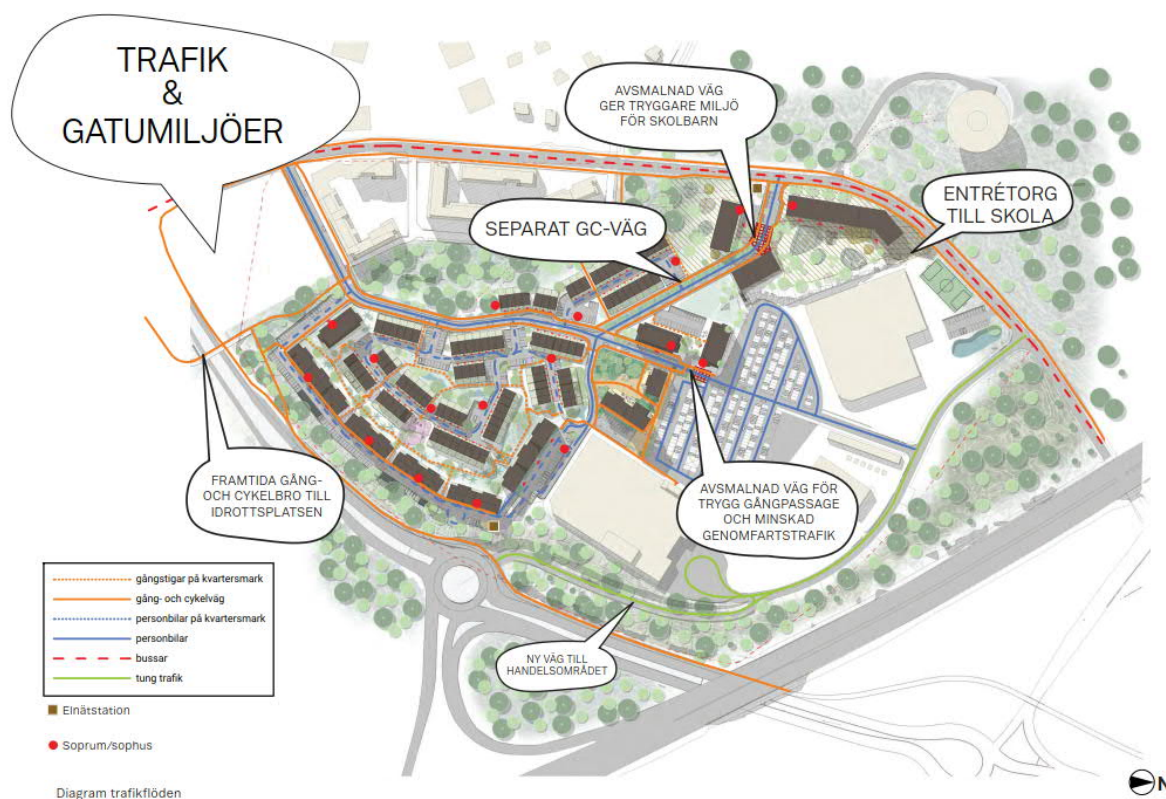 TRAFIK
&
GATUMILJÖER
AVSMALNAD VÄG
GER TRYGGARE MILJÖ
FÖR SKOLBARN
SEPARAT GC-VÄG
ENTRÉTORG
TILL SKOLA
FRAMTIDA GÅNG-
OCH CYKELBRO TILL
IDROTTSPLATSEN
AVSMALNAD VÄG FÖR
TRYGG GÅNGPASSAGE
OCH MINSKAD
GENOMFARTSTRAFIK
NY VÄG TILL
HANDELSOMRÅDET
gångstigar på kvartersmark
gång- och cykelväg
personbilar på kvartersmark
personbilar
bussar
tung trafik
Elnätstation
Soprum/sophus
Diagram trafikflöden
N